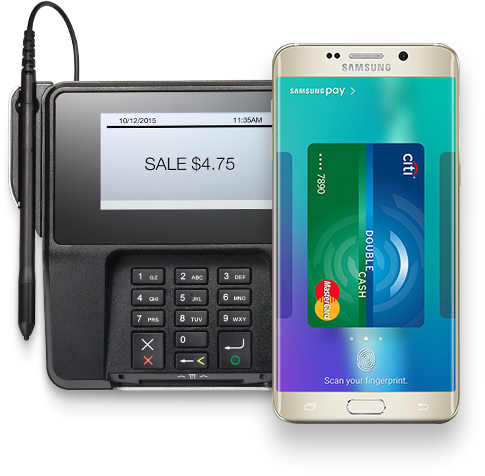 10/12/2015 11:35AM
SALE $4.75
1 QZ 2 ABC 3 DEF
4 GHI 5 JKL 6 MNO
7 PRS 8 TUV 9 WXY
0
SAMSUNG
SAMSUNG pay
•••• 7890
citi
DOUBLE
CASH
MasterCard
Scan your fingerprint.